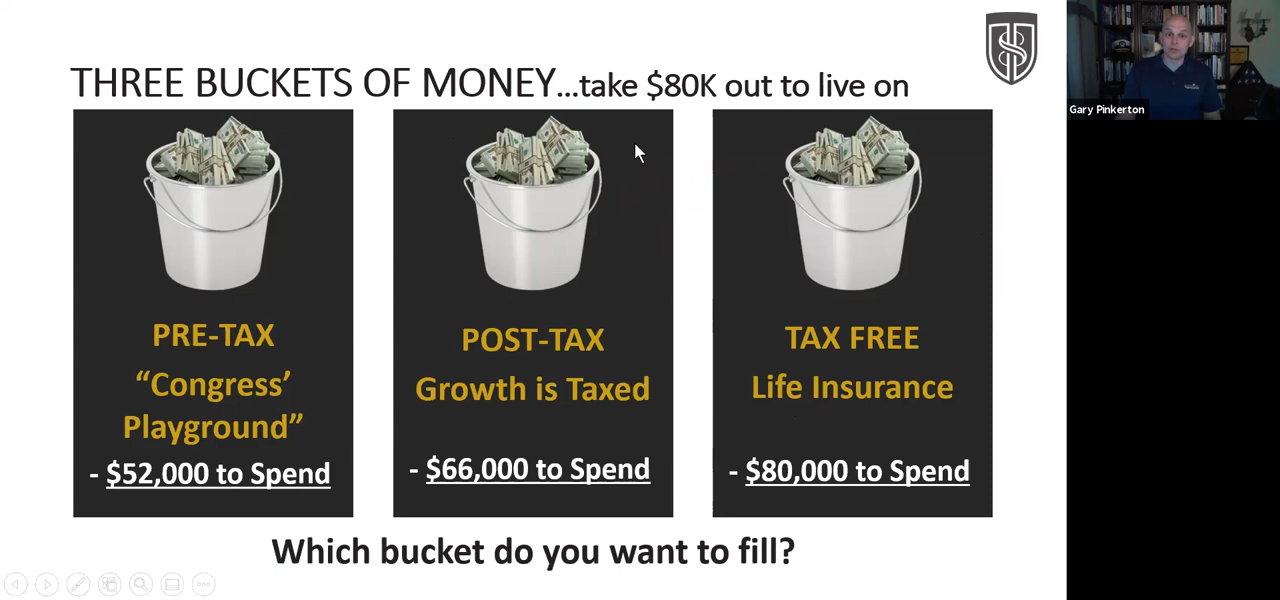 THREE BUCKETS OF MONEY...take $80K out to live on
PRE-TAX
“Congress’
Playground”
- $52,000 to Spend
POST-TAX
Growth is Taxed
- $66,000 to Spend
TAX FREE
Life Insurance
- $80,000 to Spend
Which bucket do you want to fill?
Gary Pinkerton